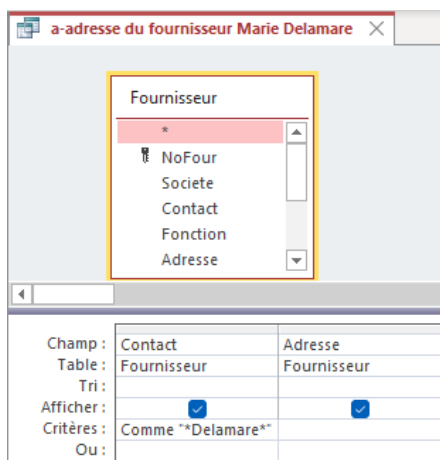 a-adresse du fournisseur Marie Delamare
Fournisseur
*
NoFour
Societe
Contact
Fonction
Adresse
Champ : Contact Adresse
Table : Fournisseur Fournisseur
Tri :
Afficher :
Critères : Comme "*Delamare*"
Ou :